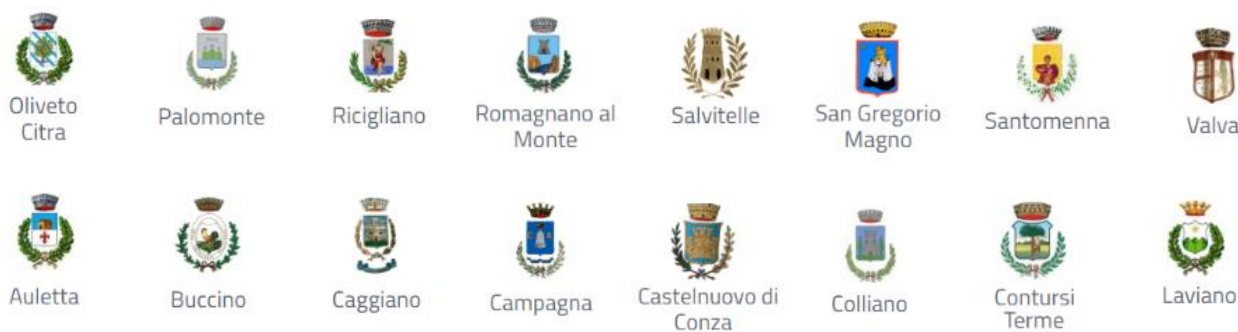 Oliveto
Citra
Palomonte
Ricigliano
Romagnano al
Monte
Salvitelle
San Gregorio
Magno
Santomenna
Valva
Auletta
Buccino
Caggiano
Campagna
Castelnuovo di
Conza
Colliano
Contursi
Terme
Laviano